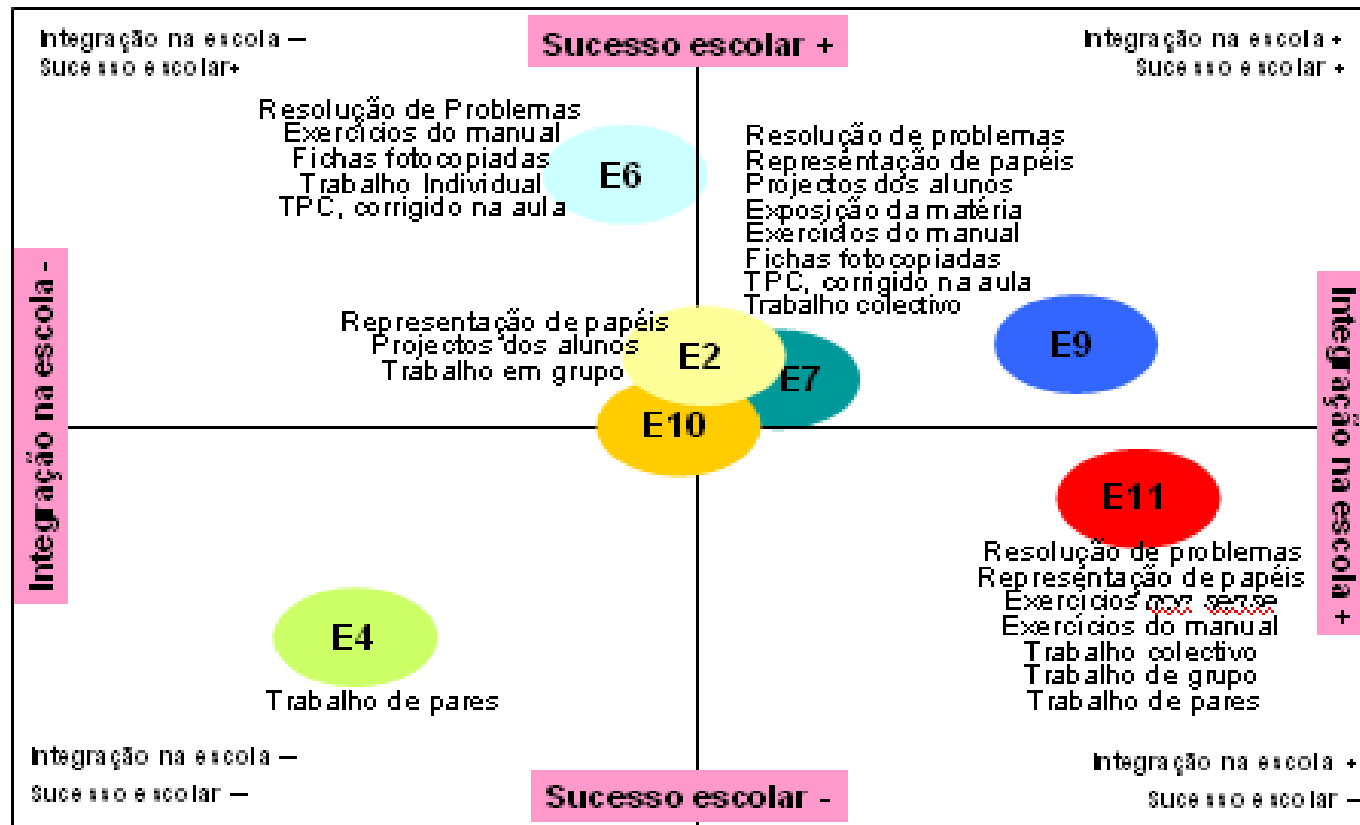 Integração na escola —
Sucesso escolar+
Sucesso escolar +
Integração na escola +
Sucesso escolar +
Resolução de Problemas
Exercícios do manual
Fichas fotocopiadas
Trabalho Individual
TPC, corrigido na aula
E6
Resolução de problemas
Representação de papéis
Projectos dos alunos
Exposição da matéria
Exercícios do manual
Fichas fotocopiadas
TPC, corrigido na aula
Trabalho colectivo
Integração na escola -
Representação de papéis
Projectos dos alunos
Trabalho em grupo
E2
E7
E9
E10
Integração na escola +
E11
Resolução de problemas
Representação de papéis
Exercícios non sense
Exercícios do manual
Trabalho colectivo
Trabalho de grupo
Trabalho de pares
E4
Trabalho de pares
Integração na escola —
Sucesso escolar —
Sucesso escolar -
Integração na escola +
Sucesso escolar —